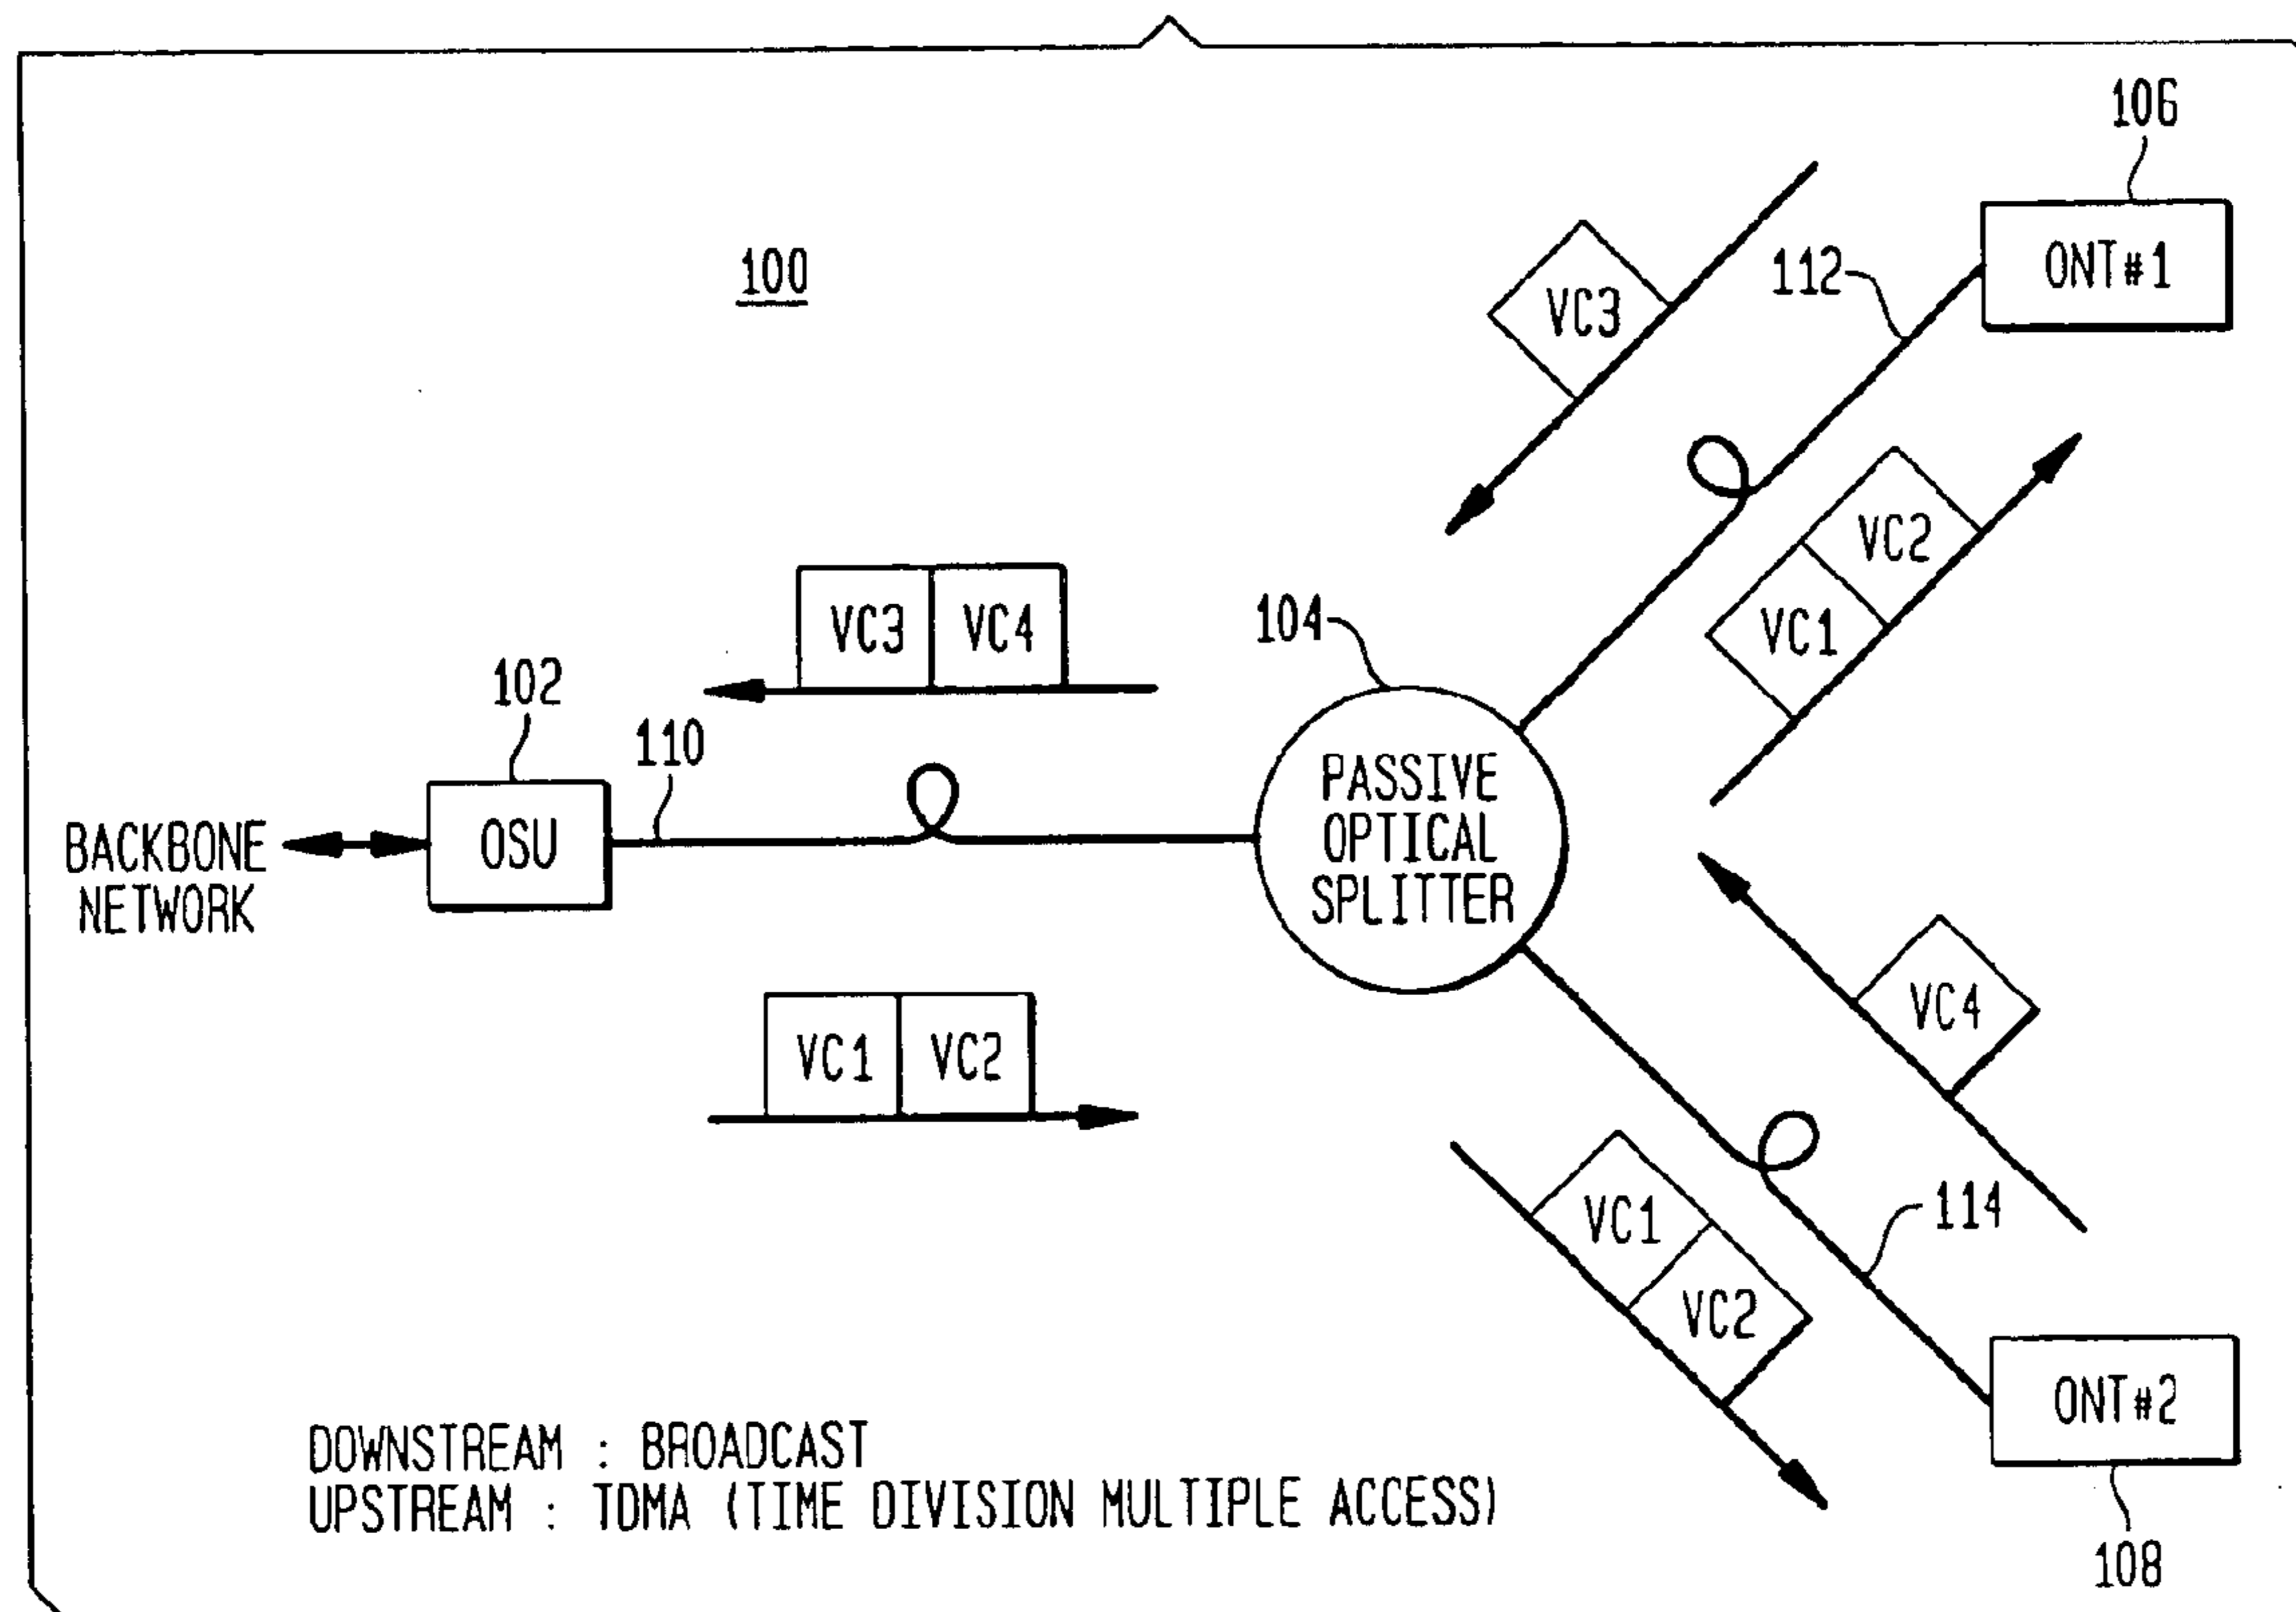 106
ONT#1
112
100
VC3
VC2
VC1
VC3 VC4
104
102
110
PASSIVE
OPTICAL
SPLITTER
OSU
BACKBONE
NETWORK
VC4
VC1 VC2
VC1
VC2
114
ONT#2
108
DOWNSTREAM : BROADCAST
UPSTREAM : TDMA (TIME DIVISION MULTIPLE ACCESS)